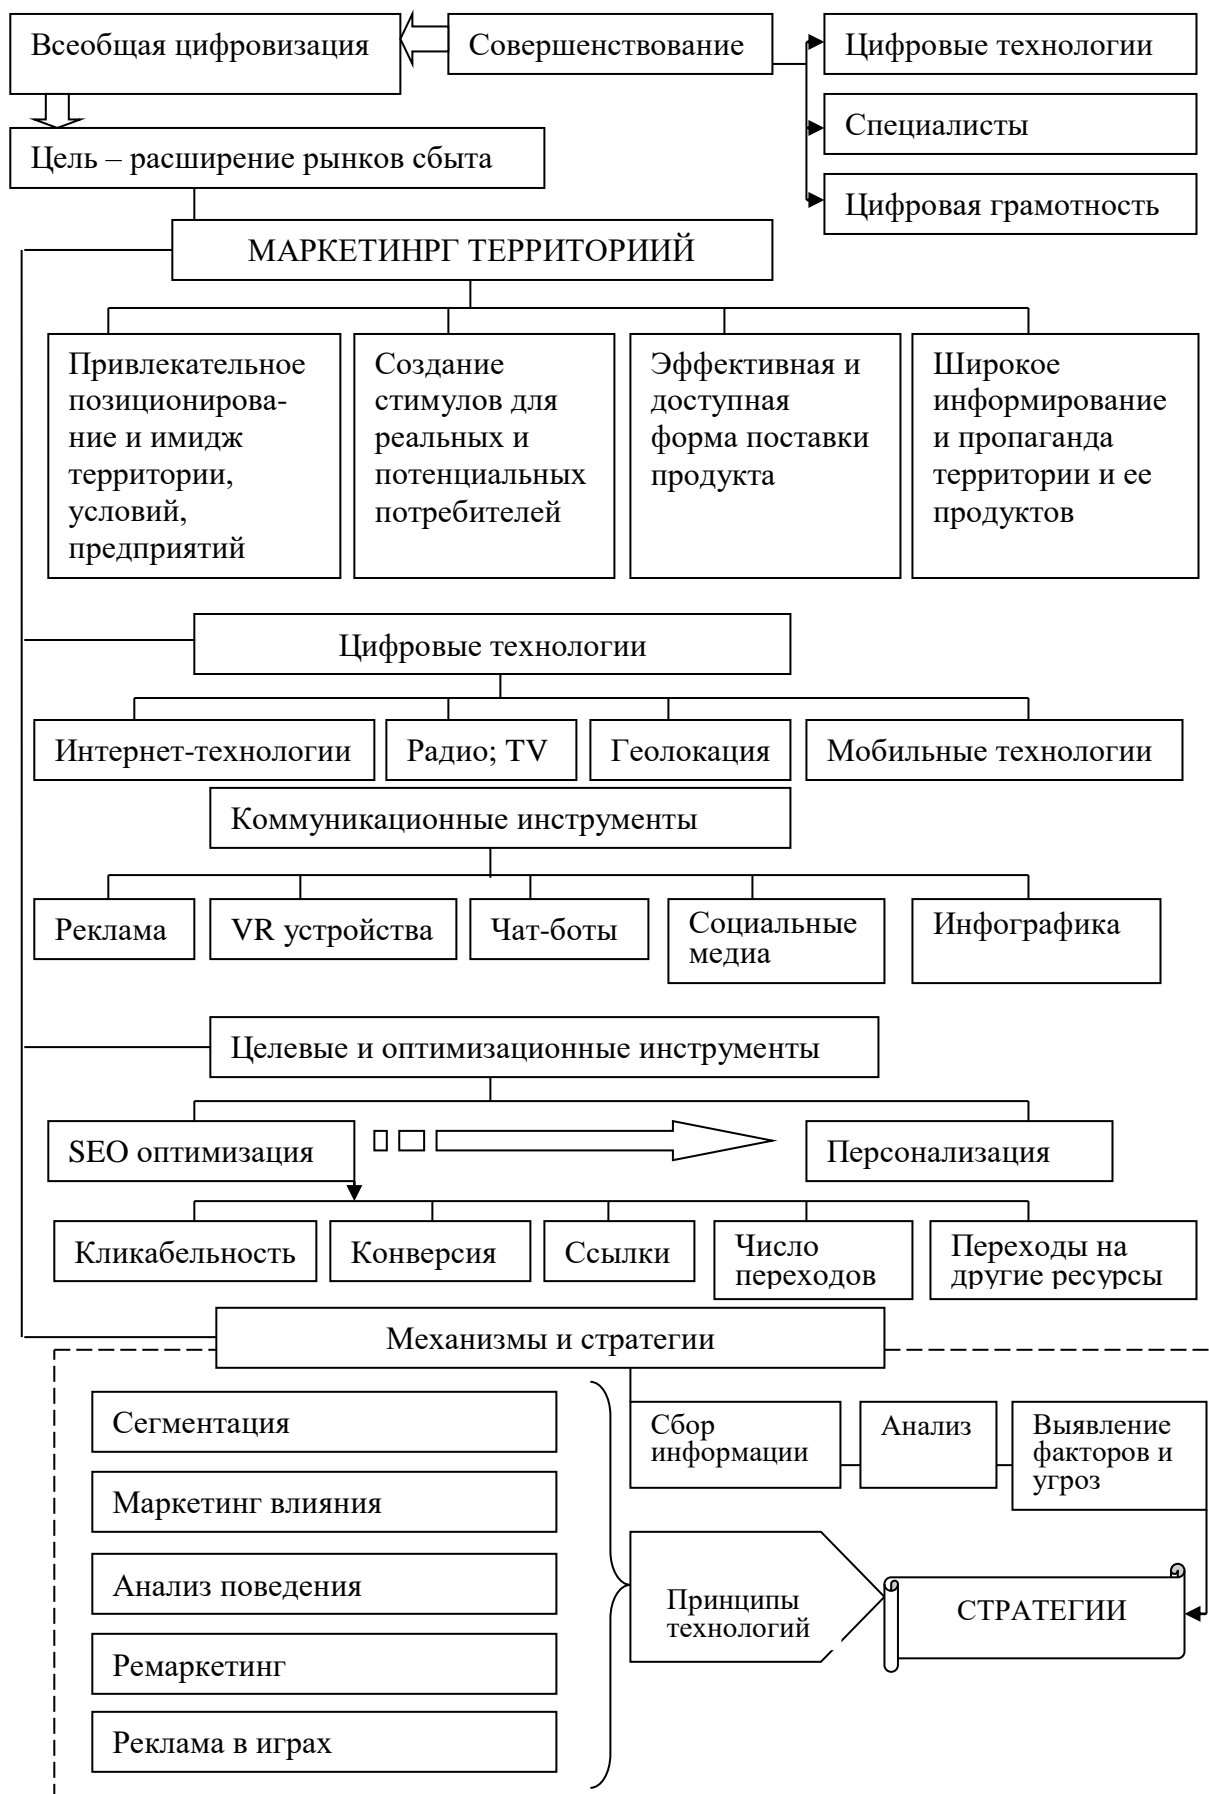 Всеобщая цифровизация
Совершенствование
Цифровые технологии
Специалисты
Цифровая грамотность
Цель – расширение рынков сбыта
МАРКЕТИНРГ ТЕРРИТОРИИЙ
Привлекательное
позиционирова-
ние и имидж
территории,
условий,
предприятий
Создание
стимулов для
реальных и
потенциальных
потребителей
Эффективная и
доступная
форма поставки
продукта
Широкое
информирование
и пропаганда
территории и ее
продуктов
Цифровые технологии
Интернет-технологии
Радио; TV
Геолокация
Мобильные технологии
Коммуникационные инструменты
Реклама
VR устройства
Чат-боты
Социальные
медиа
Инфографика
Целевые и оптимизационные инструменты
SEO оптимизация
Персонализация
Кликабельность
Конверсия
Ссылки
Число
переходов
Переходы на
другие ресурсы
Механизмы и стратегии
Сегментация
Маркетинг влияния
Анализ поведения
Ремаркетинг
Реклама в играх
Сбор
информации
Анализ
Выявление
факторов и
угроз
Принципы
технологий
СТРАТЕГИИ